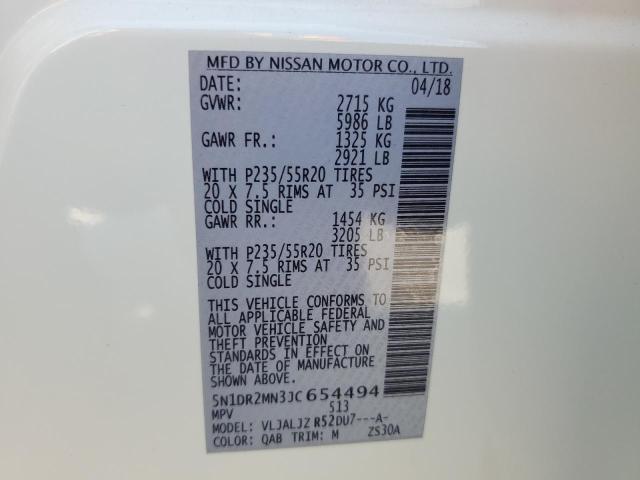 MFD BY NISSAN MOTOR CO., LTD.
DATE: 04/18
GVWR: 2715 KG
5986 LB
GAWR FR.: 1325 KG
2921 LB
WITH P235/55R20 TIRES
20 X 7.5 RIMS AT 35 PSI
COLD SINGLE
GAWR RR.: 1454 KG
3205 LB
WITH P235/55R20 TIRES
20 X 7.5 RIMS AT 35 PSI
COLD SINGLE
THIS VEHICLE CONFORMS TO
ALL APPLICABLE FEDERAL
MOTOR VEHICLE SAFETY AND
THEFT PREVENTION
STANDARDS IN EFFECT ON
THE DATE OF MANUFACTURE
SHOWN ABOVE.
5N1DR2MN3JC654494
MPV 513
MODEL: VLJALJZ R52DU7---A-
COLOR: QAB TRIM: M ZS30A